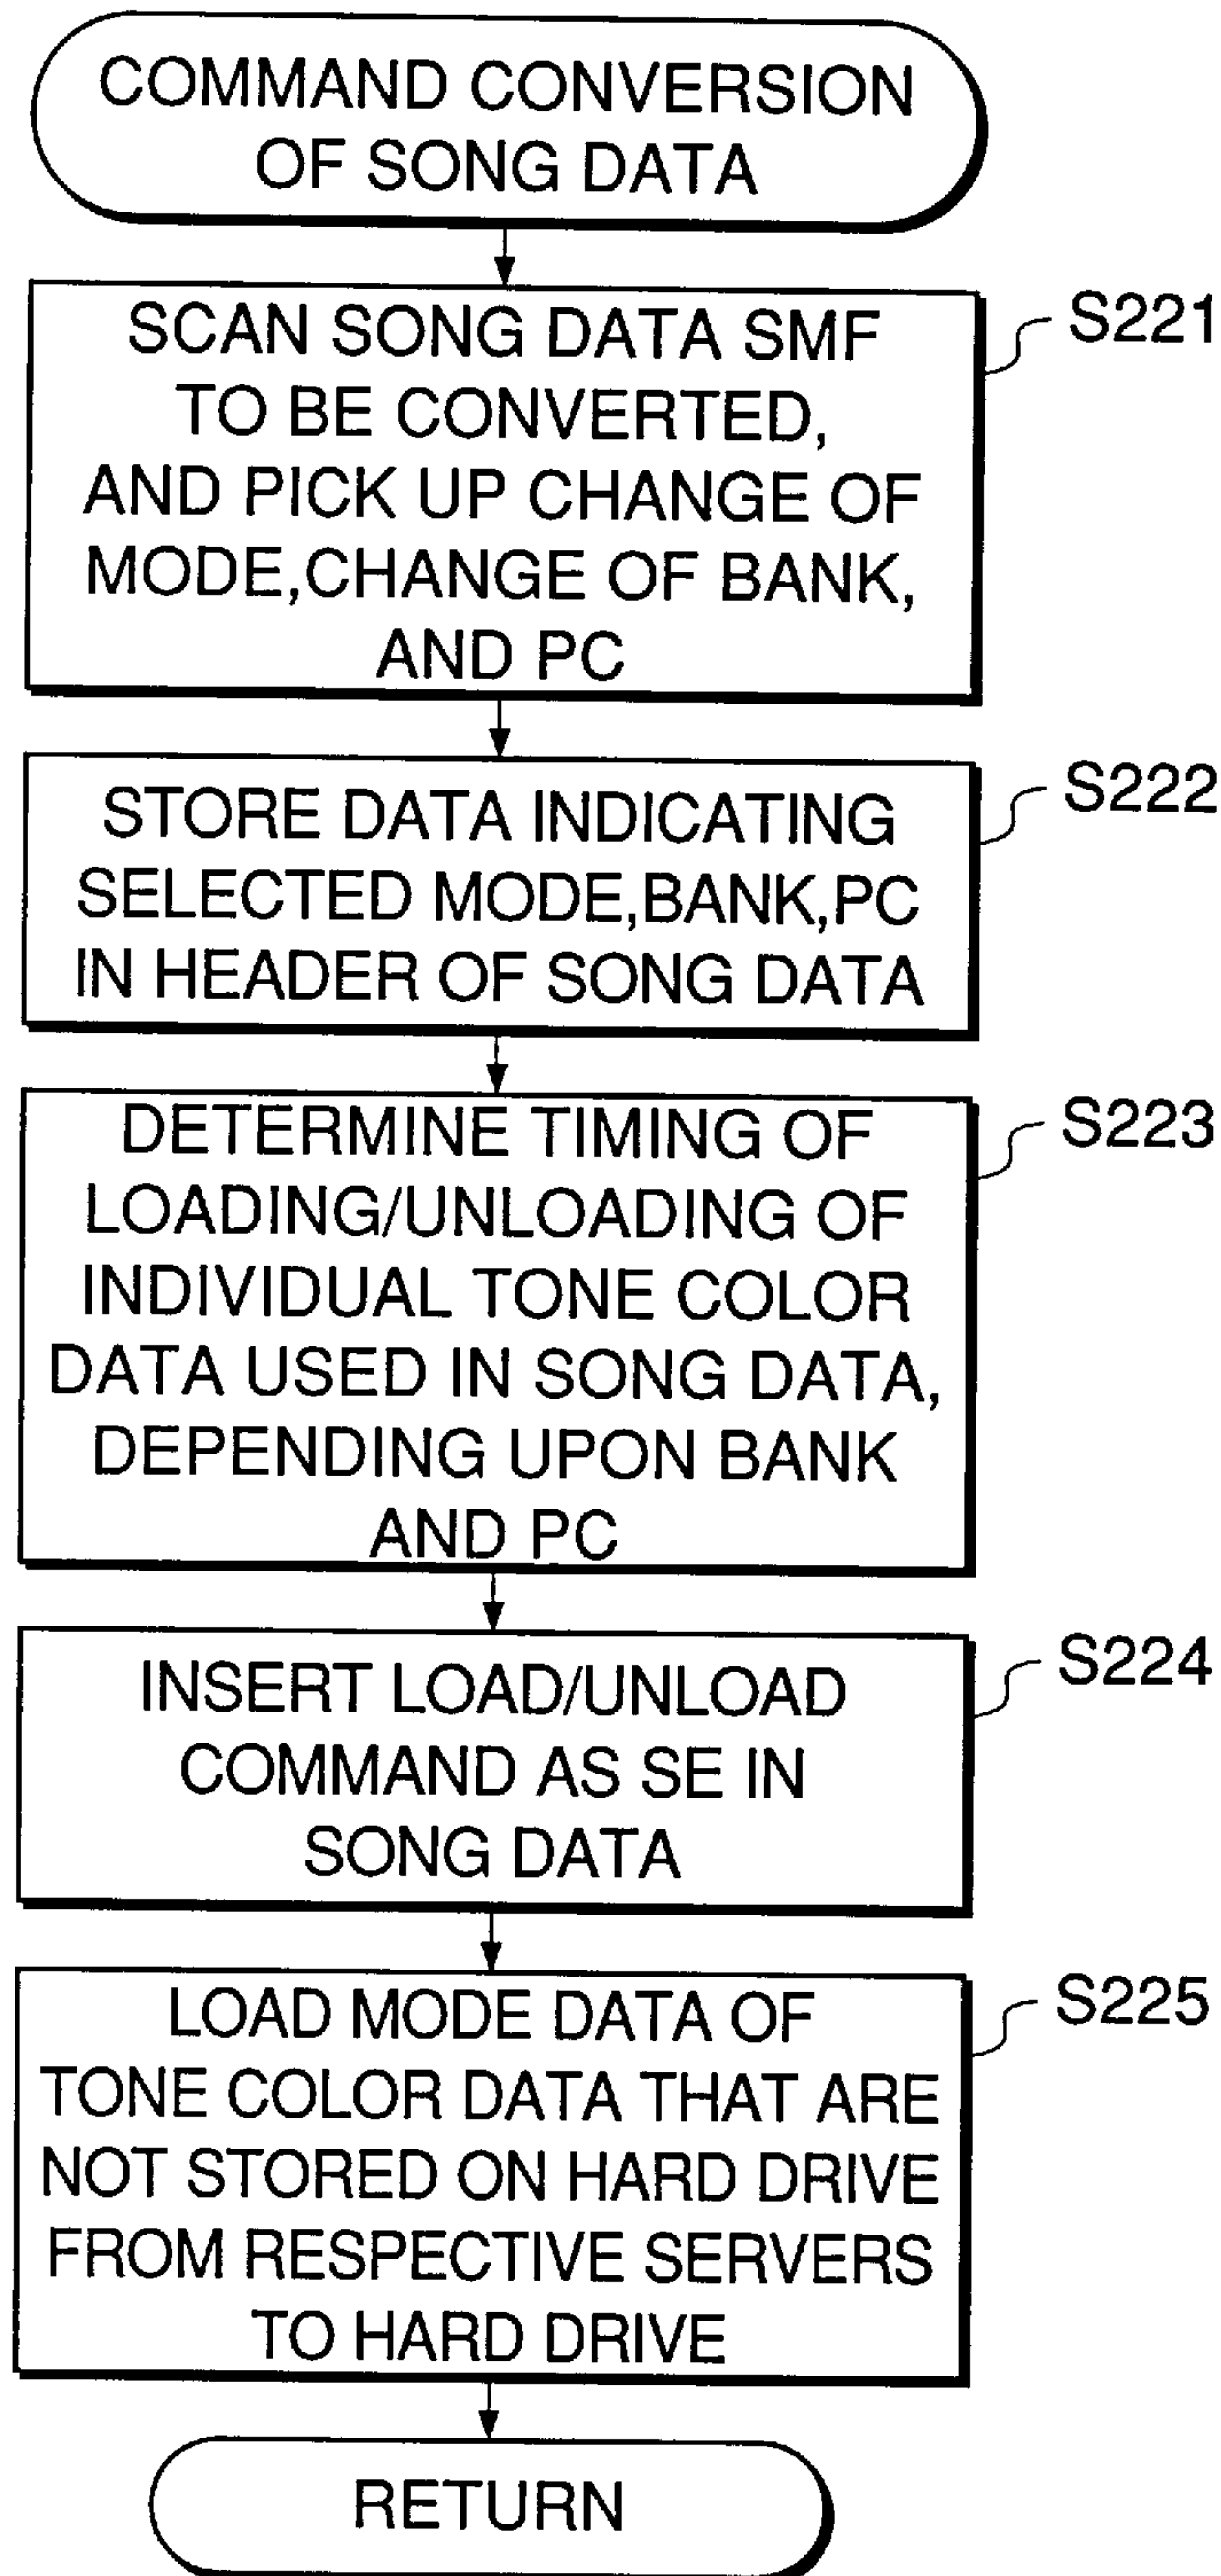 COMMAND CONVERSION
OF SONG DATA
SCAN SONG DATA SMF
TO BE CONVERTED,
AND PICK UP CHANGE OF
MODE,CHANGE OF BANK,
AND PC
S221
STORE DATA INDICATING
SELECTED MODE,BANK,PC
IN HEADER OF SONG DATA
S222
DETERMINE TIMING OF
LOADING/UNLOADING OF
INDIVIDUAL TONE COLOR
DATA USED IN SONG DATA,
DEPENDING UPON BANK
AND PC
S223
INSERT LOAD/UNLOAD
COMMAND AS SE IN
SONG DATA
S224
LOAD MODE DATA OF
TONE COLOR DATA THAT ARE
NOT STORED ON HARD DRIVE
FROM RESPECTIVE SERVERS
TO HARD DRIVE
S225
RETURN